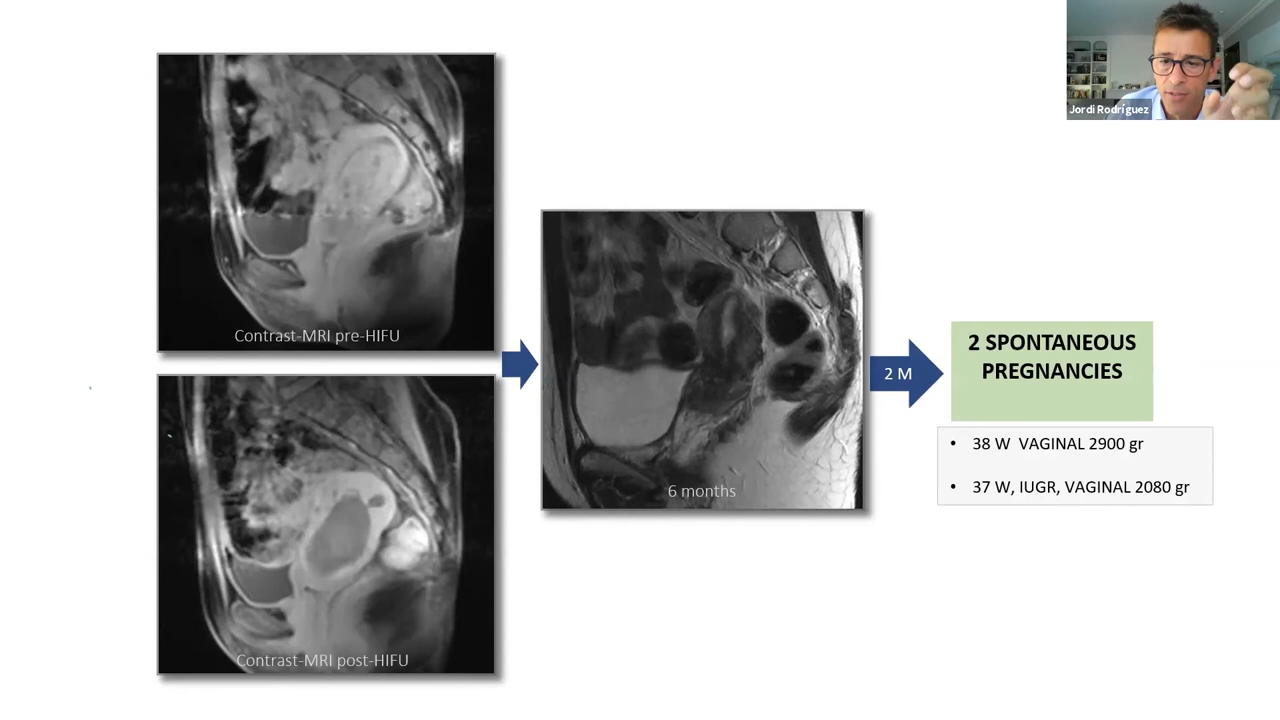 Jordi Rodríguez
Contrast-MRI pre-HIFU
Contrast-MRI post-HIFU
6 months
2 M
2 SPONTANEOUS
PREGNANCIES
• 38 W VAGINAL 2900 gr
• 37 W, IUGR, VAGINAL 2080 gr